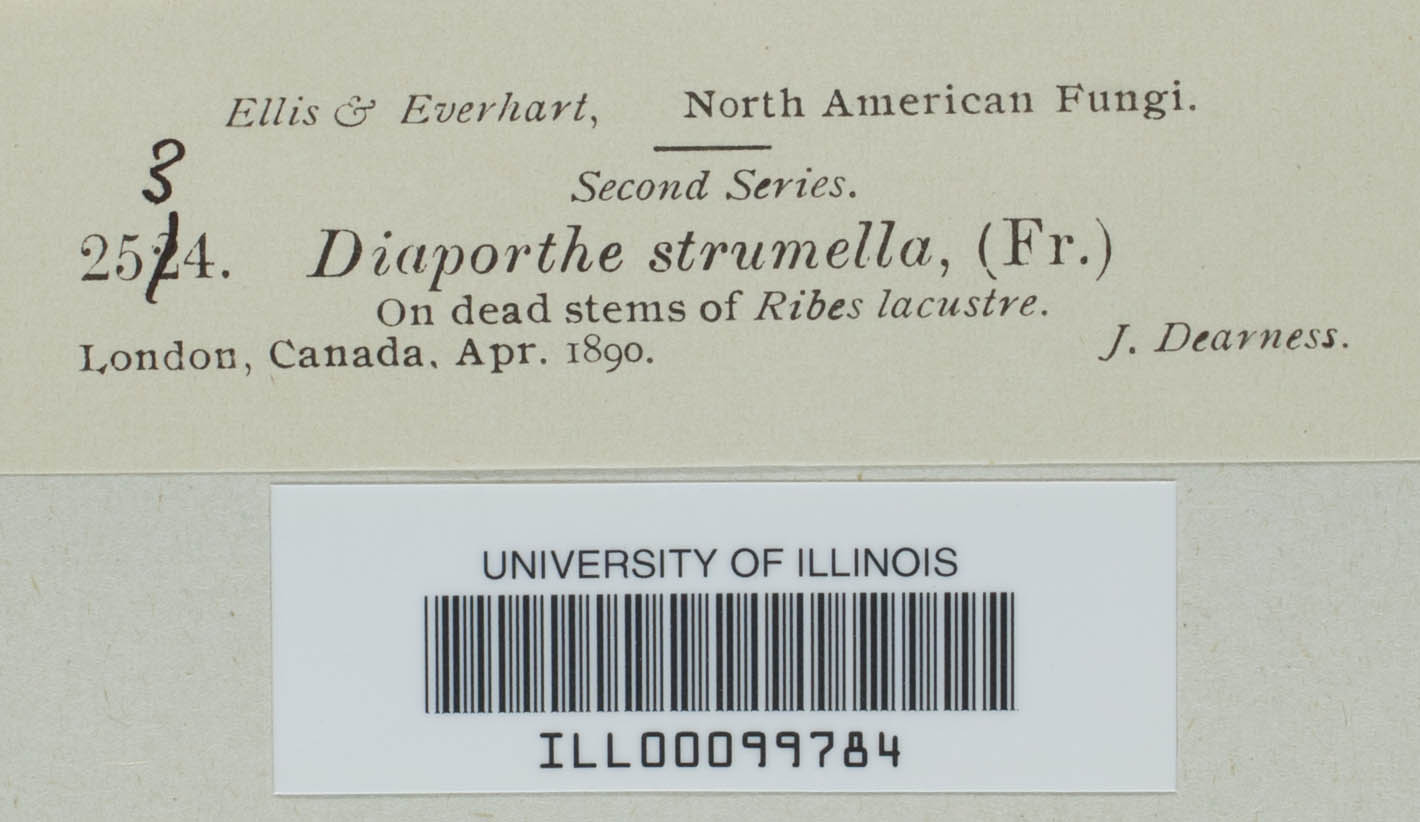 Ellis & Everhart, North American Fungi.
Second Series.
3
2524. Diaporthe strumella, (Fr.)
On dead stems of Ribes lacustre.
London, Canada, Apr. 1890. J. Dearness.
UNIVERSITY OF ILLINOIS
ILL00099784